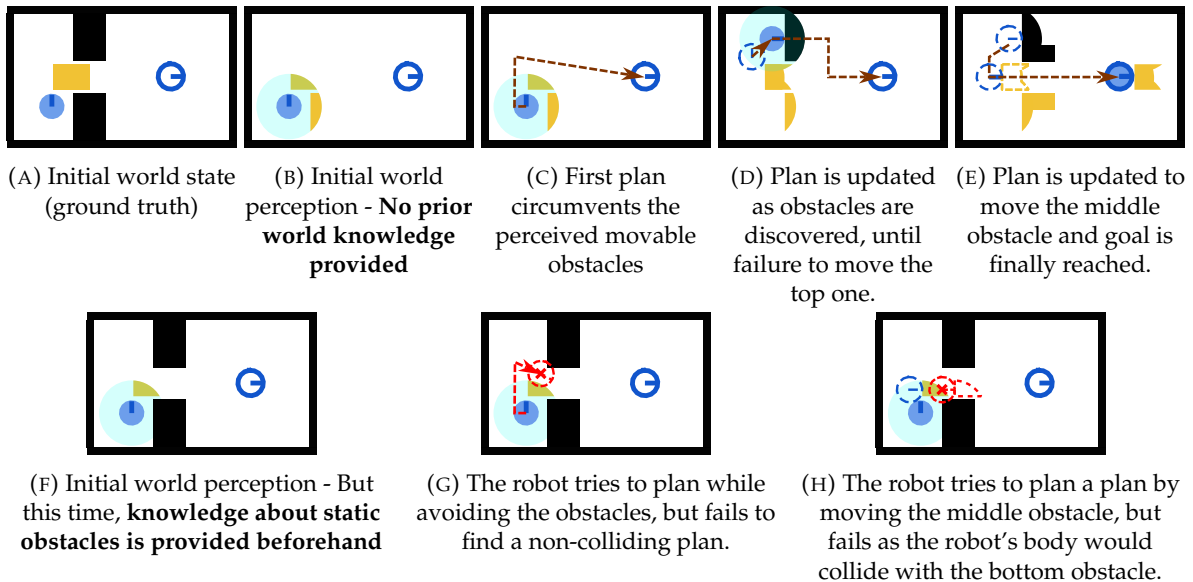 (A) Initial world state
(ground truth)
(B) Initial world
perception - No prior
world knowledge
provided
(C) First plan
circumvents the
perceived movable
obstacles
(D) Plan is updated
as obstacles are
discovered, until
failure to move the
top one.
(E) Plan is updated to
move the middle
obstacle and goal is
finally reached.
(F) Initial world perception - But
this time, knowledge about static
obstacles is provided beforehand
(G) The robot tries to plan while
avoiding the obstacles, but fails to
find a non-colliding plan.
(H) The robot tries to plan a plan by
moving the middle obstacle, but
fails as the robot's body would
collide with the bottom obstacle.